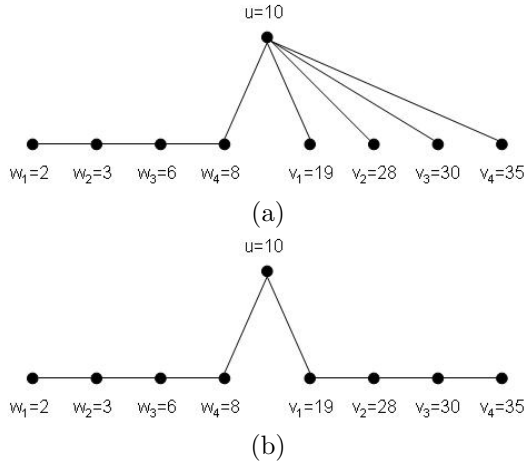 u=10
w₁=2 w₂=3 w₃=6 w₄=8 v₁=19 v₂=28 v₃=30 v₄=35
(a)
u=10
w₁=2 w₂=3 w₃=6 w₄=8 v₁=19 v₂=28 v₃=30 v₄=35
(b)